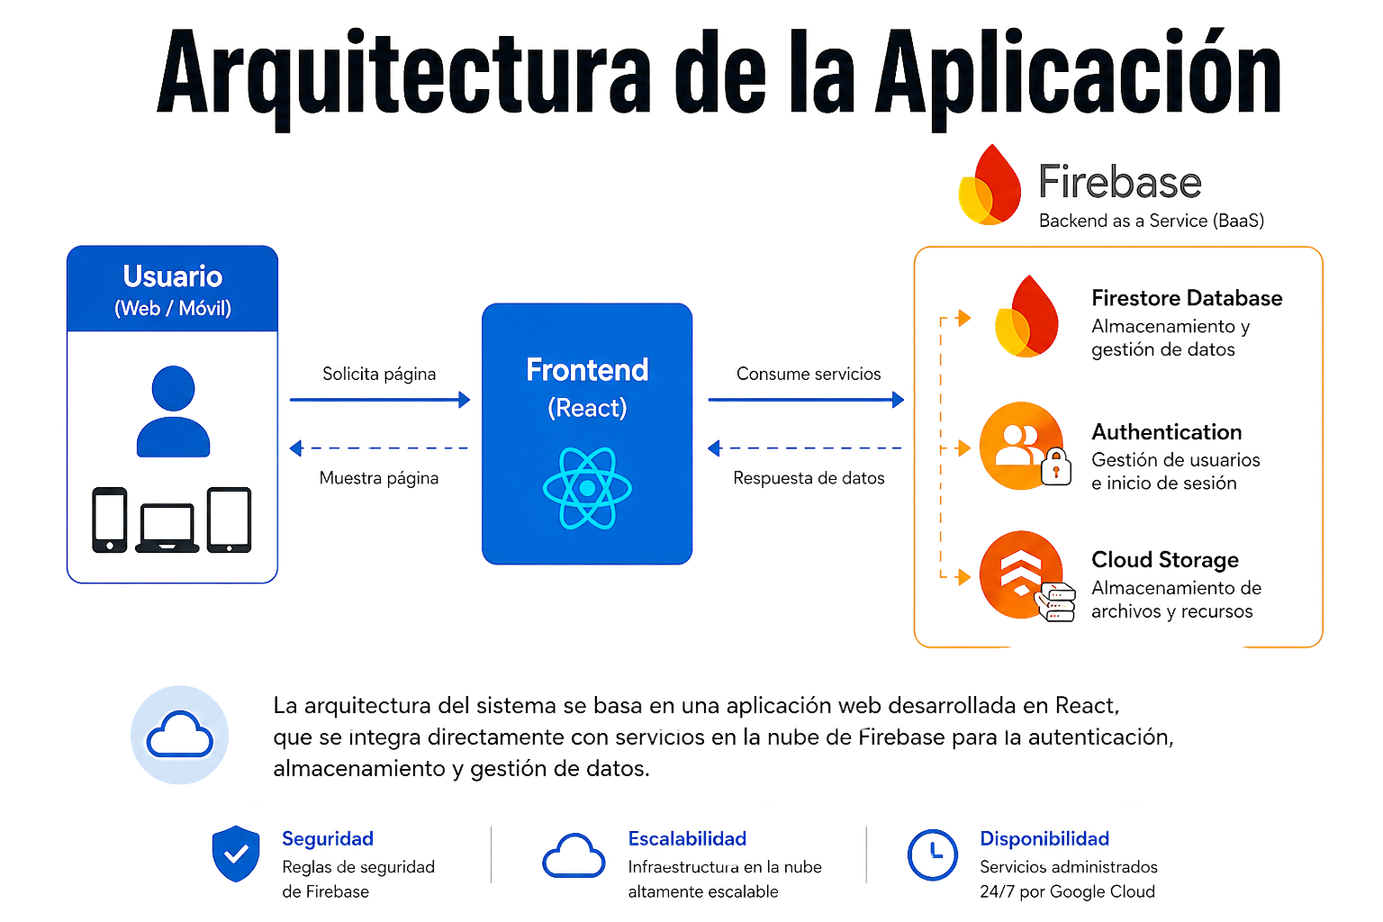 Arquitectura de la Aplicación
Firebase
Backend as a Service (BaaS)
Usuario
(Web / Móvil)
Solicita página
Muestra página
Frontend
(React)
Consume servicios
Respuesta de datos
Firestore Database
Almacenamiento y
gestión de datos
Authentication
Gestión de usuarios
e inicio de sesión
Cloud Storage
Almacenamiento de
archivos y recursos
La arquitectura del sistema se basa en una aplicación web desarrollada en React,
que se integra directamente con servicios en la nube de Firebase para la autenticación,
almacenamiento y gestión de datos.
Seguridad
Reglas de seguridad
de Firebase
Escalabilidad
Infraestructura en la nube
altamente escalable
Disponibilidad
Servicios administrados
24/7 por Google Cloud